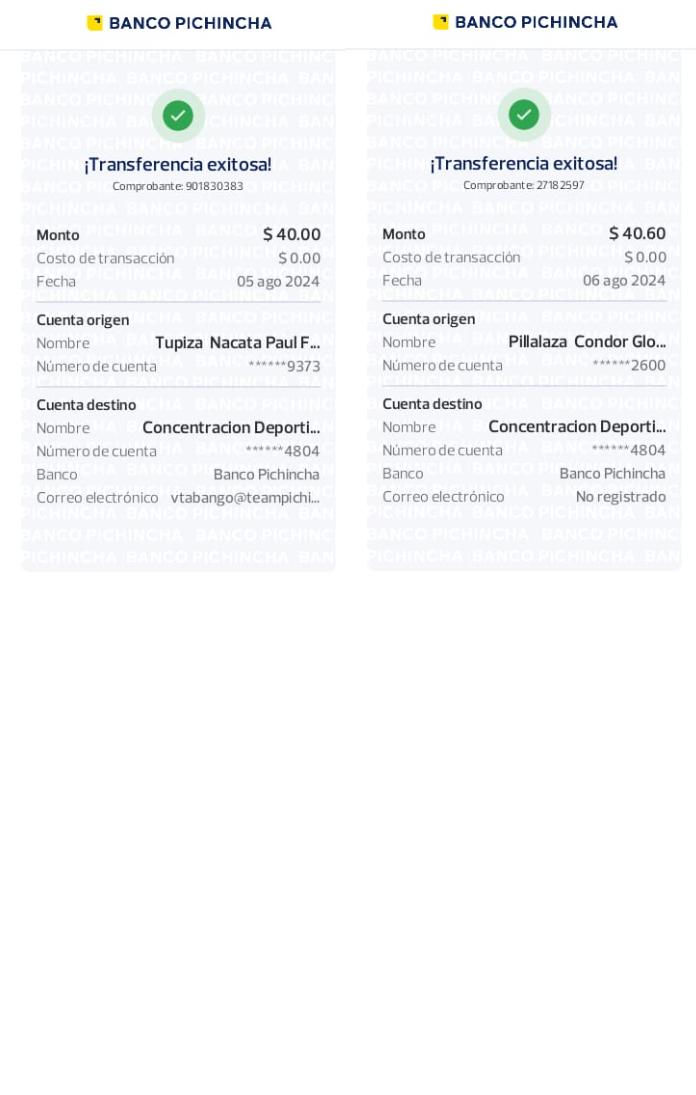 BANCO PICHINCHA
¡Transferencia exitosa!
Comprobante: 901830383
Monto $ 40.00
Costo de transacción $ 0.00
Fecha 05 ago 2024
Cuenta origen
Nombre Tupiza Nacata Paul F...
Número de cuenta ******9373
Cuenta destino
Nombre Concentracion Deporti...
Número de cuenta ******4804
Banco Banco Pichincha
Correo electrónico vtabango@teampichi...
BANCO PICHINCHA
¡Transferencia exitosa!
Comprobante: 27182597
Monto $ 40.60
Costo de transacción $ 0.00
Fecha 06 ago 2024
Cuenta origen
Nombre Pillalaza Condor Glo...
Número de cuenta ******2600
Cuenta destino
Nombre Concentracion Deporti...
Número de cuenta ******4804
Banco Banco Pichincha
Correo electrónico No registrado